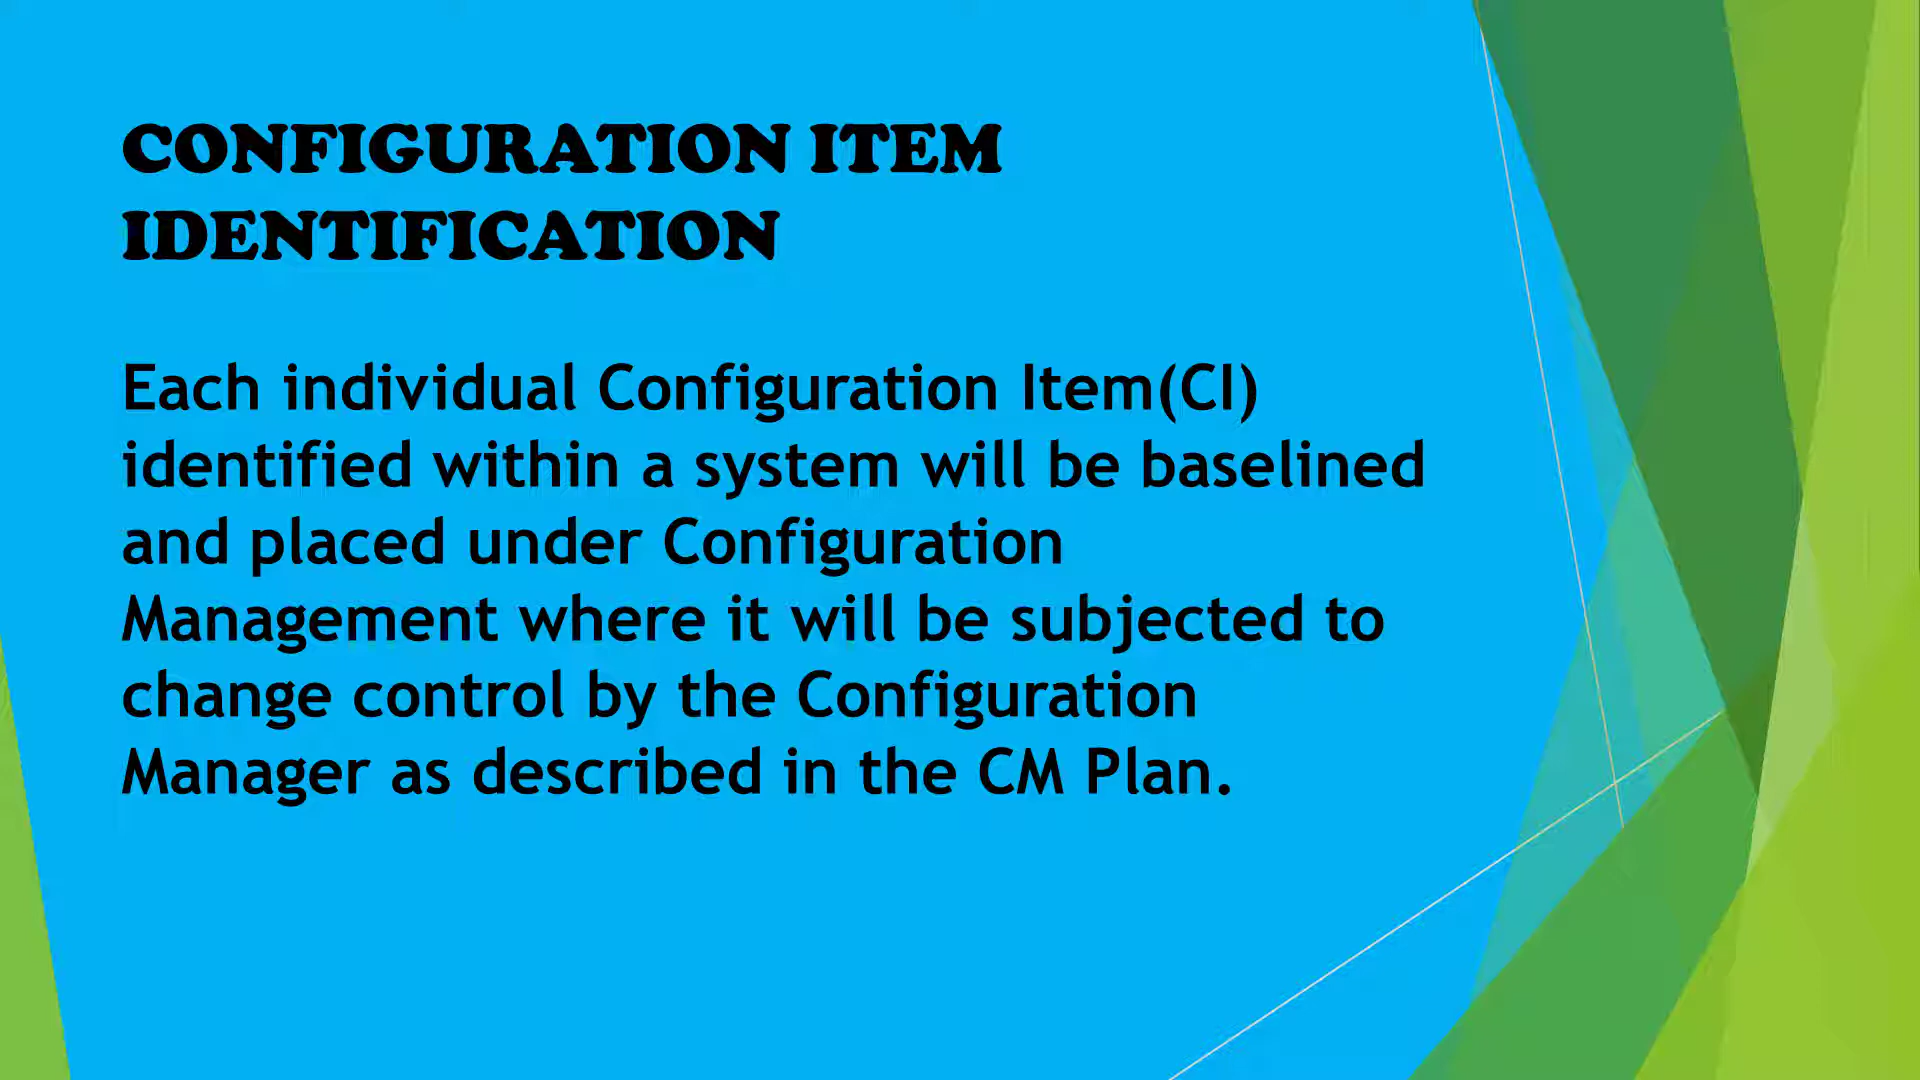 CONFIGURATION ITEM
IDENTIFICATION
Each individual Configuration Item(CI)
identified within a system will be baselined
and placed under Configuration
Management where it will be subjected to
change control by the Configuration
Manager as described in the CM Plan.